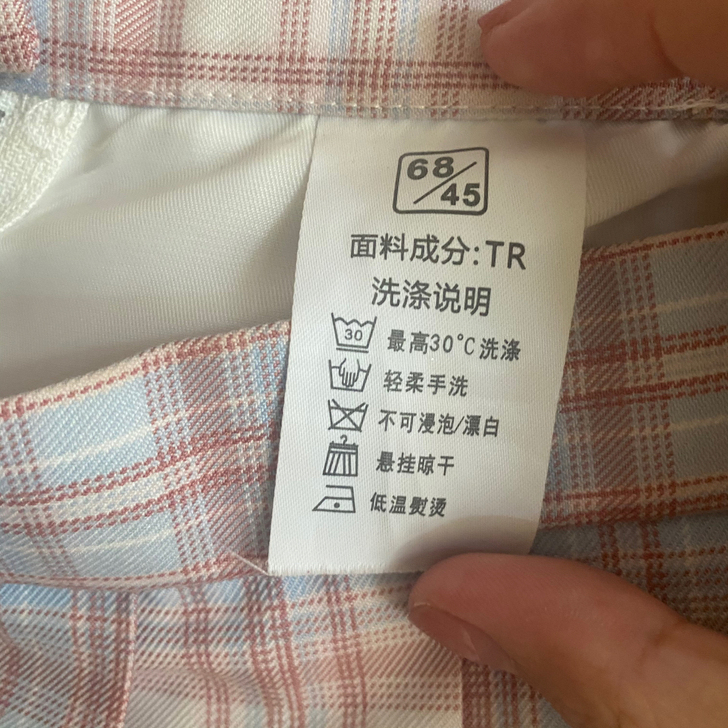 68/45
面料成分:TR
洗涤说明
30 最高30℃洗涤
轻柔手洗
不可浸泡/漂白
悬挂晾干
低温熨烫